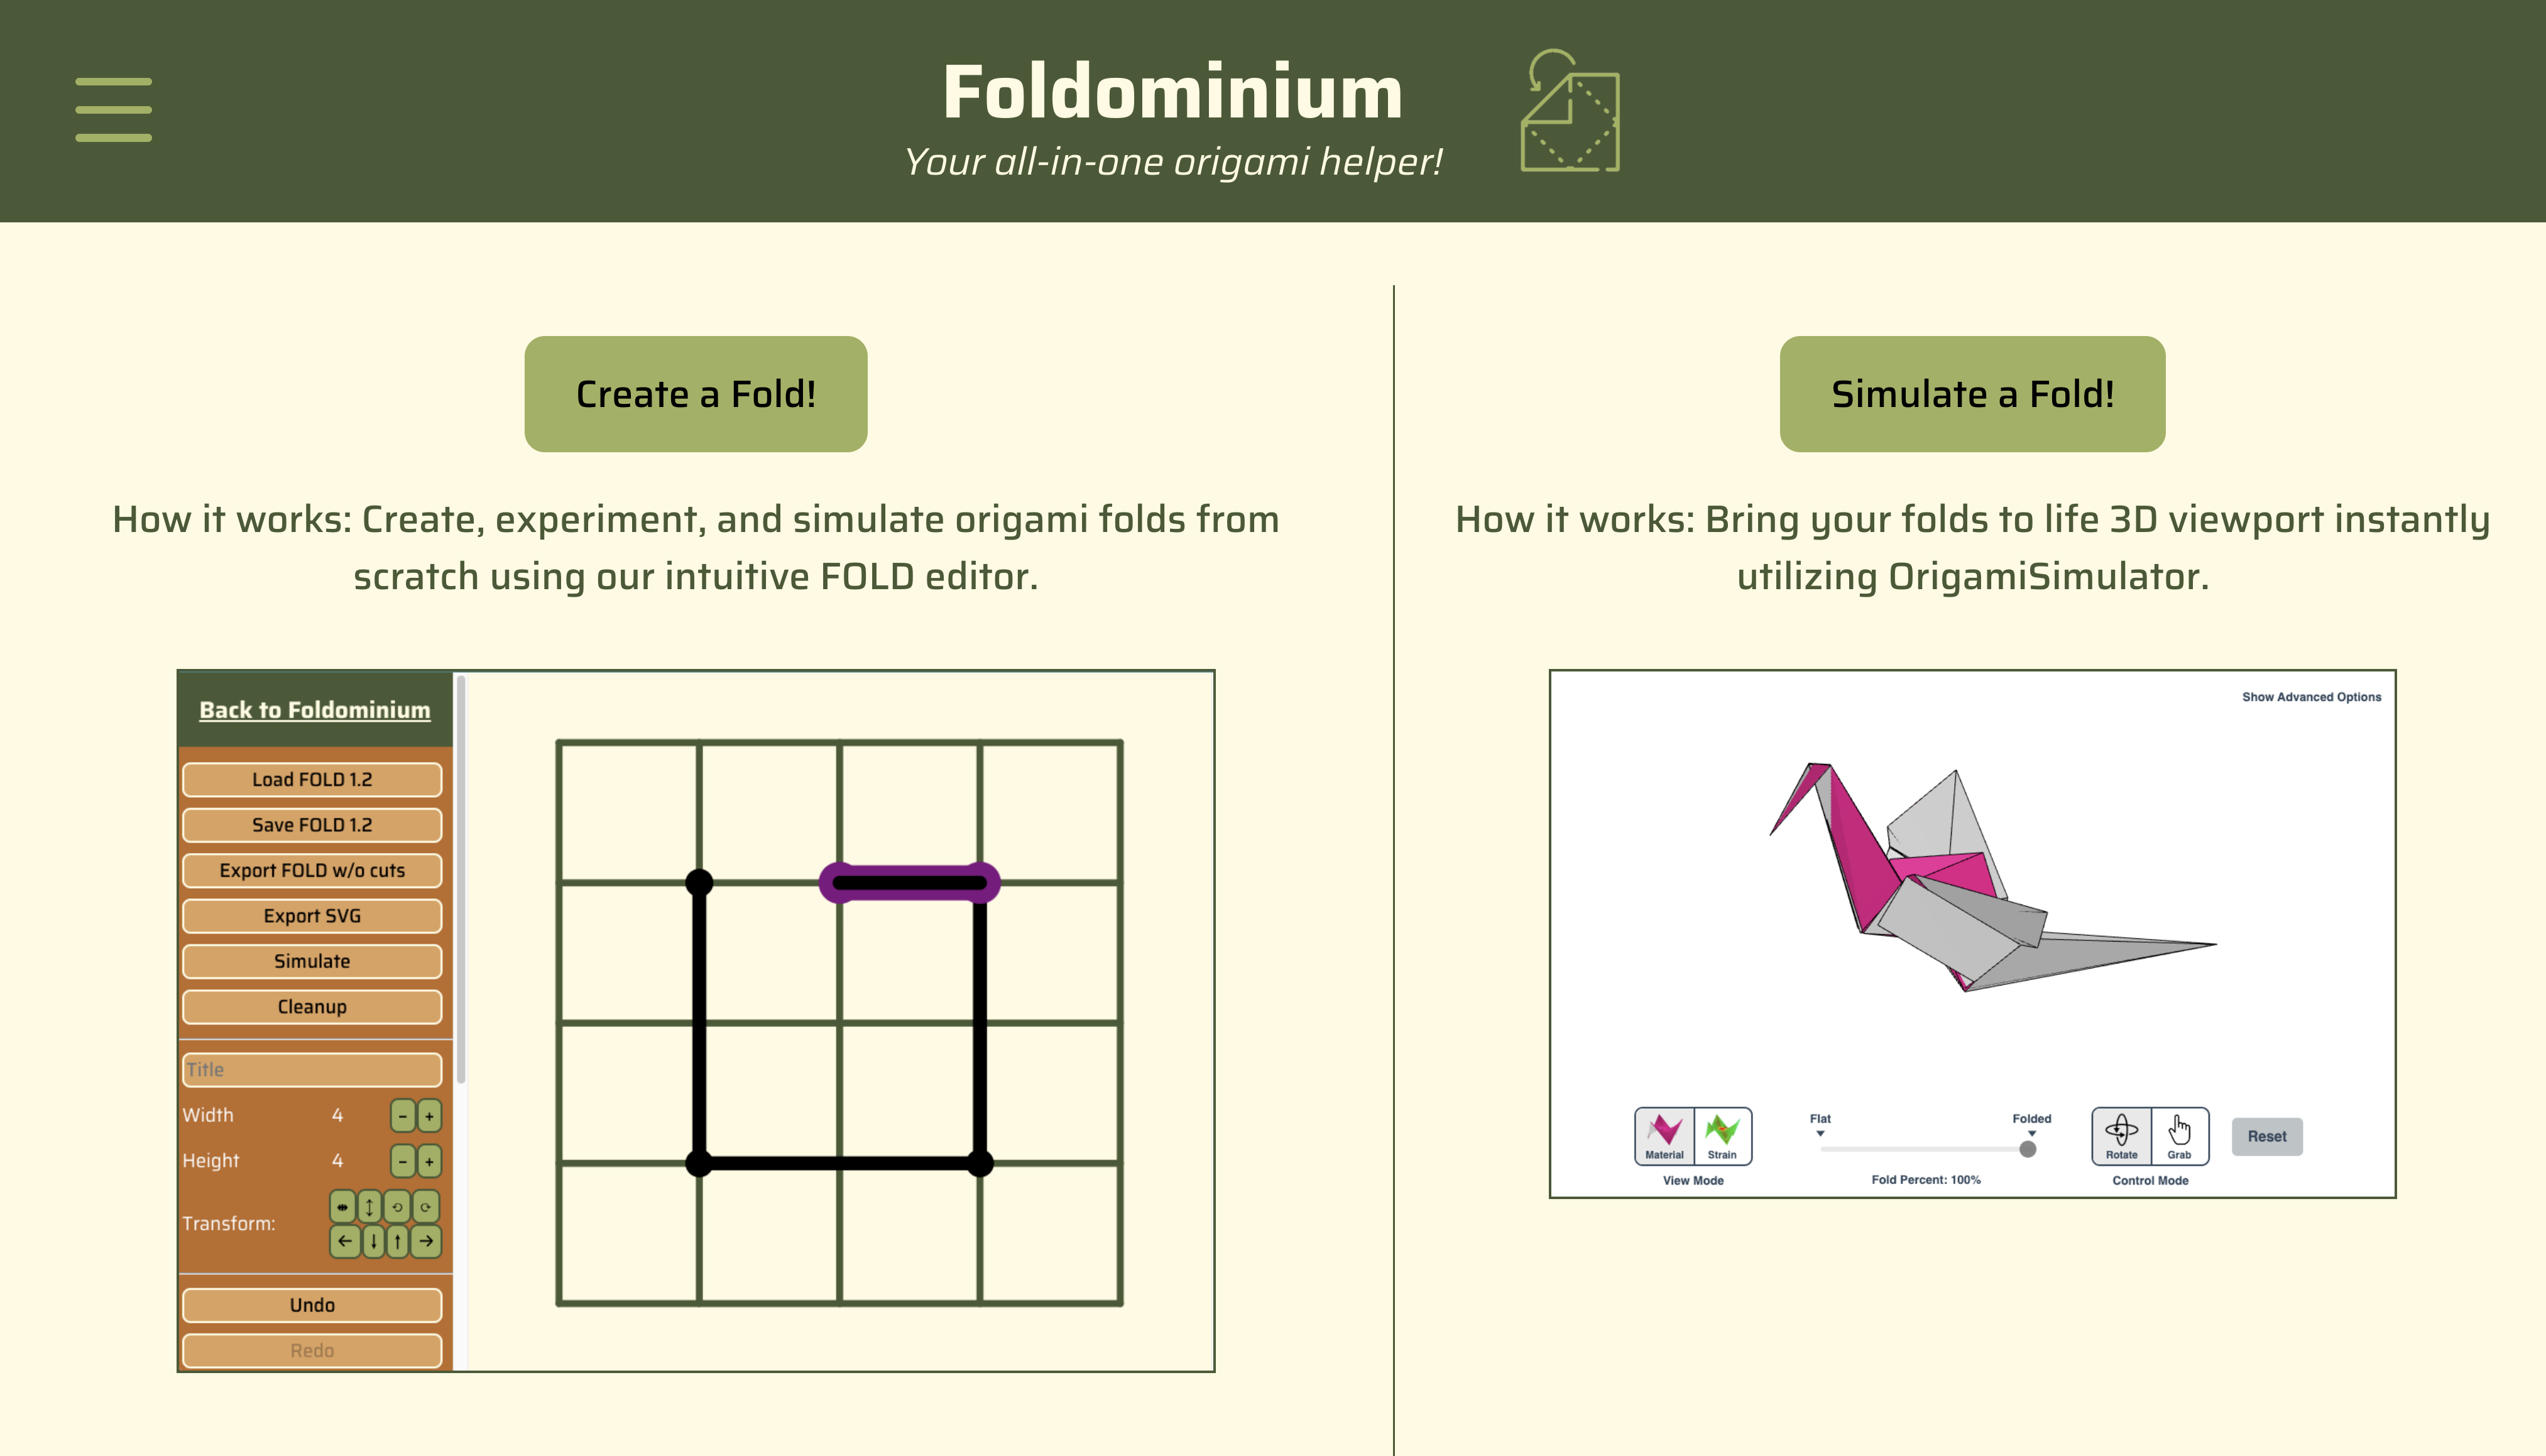 Foldominium
Your all-in-one origami helper!
Create a Fold!
How it works: Create, experiment, and simulate origami folds from
scratch using our intuitive FOLD editor.
Back to Foldominium
Load FOLD 1.2
Save FOLD 1.2
Export FOLD w/o cuts
Export SVG
Simulate
Cleanup
Title
Width 4 - +
Height 4 - +
Transform:
Undo
Redo
Simulate a Fold!
How it works: Bring your folds to life 3D viewport instantly
utilizing OrigamiSimulator.
Show Advanced Options
Flat Folded
Material Strain Rotate Grab Reset
View Mode Fold Percent: 100% Control Mode